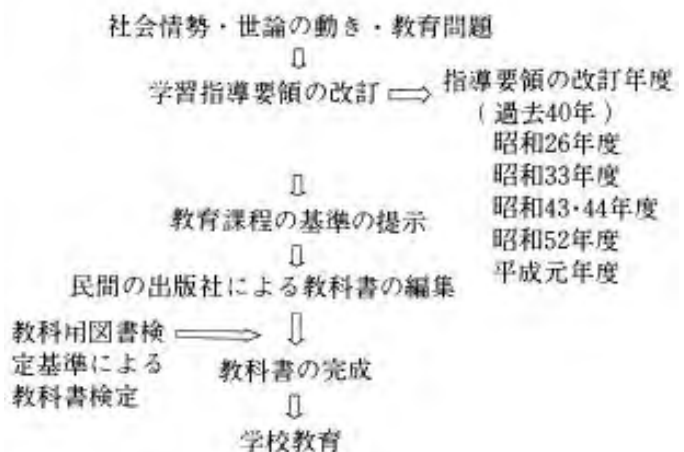 社会情勢・世論の動き・教育問題
学習指導要領の改訂
指導要領の改訂年度
(過去40年)
昭和26年度
昭和33年度
昭和43・44年度
昭和52年度
平成元年度
教育課程の基準の提示
民間の出版社による教科書の編集
教科用図書検
定基準による
教科書検定
教科書の完成
学校教育